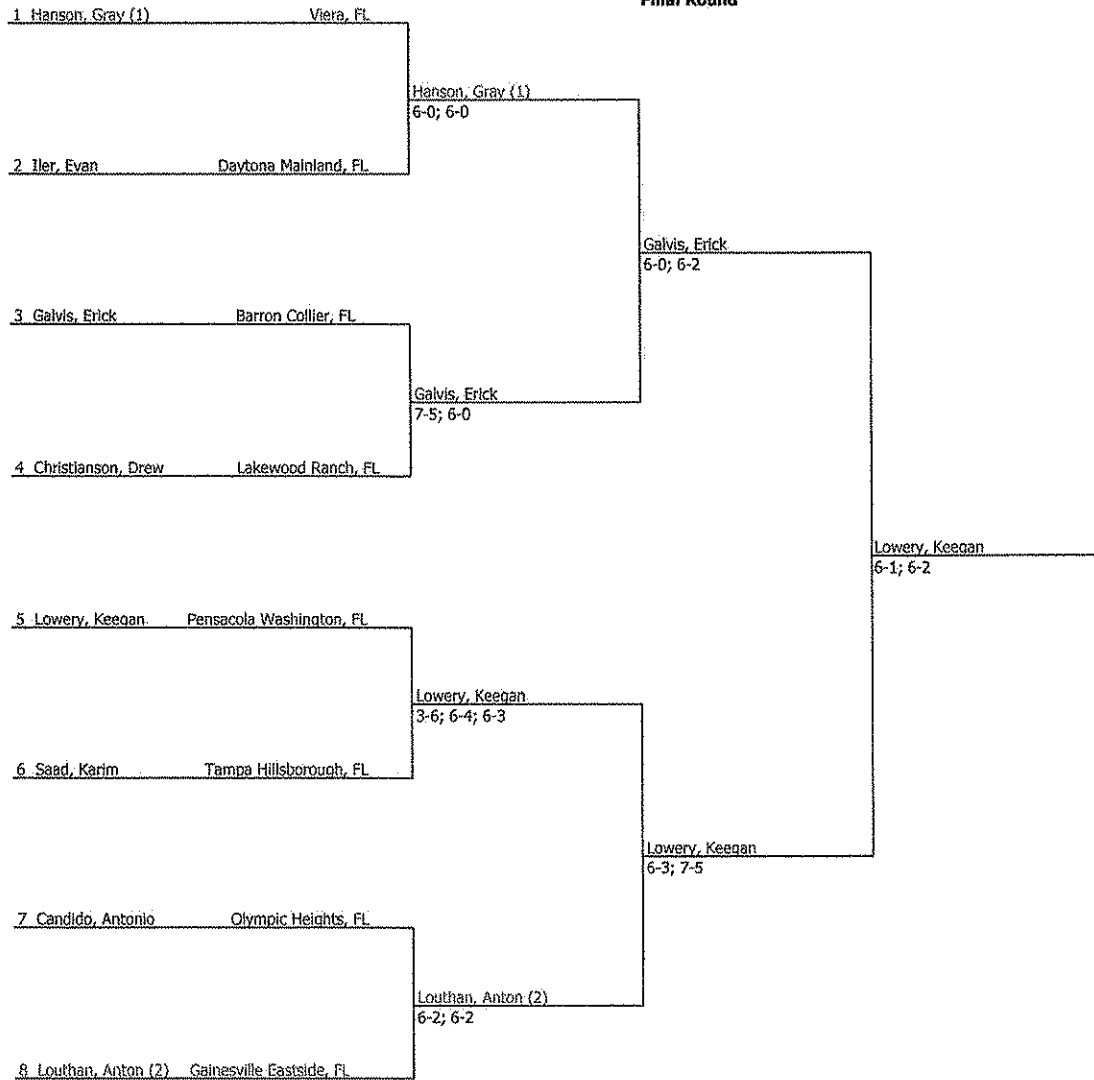 Final Round
1 Hanson, Gray (1) Viera, FL
Hanson, Gray (1)
6-0; 6-0
2 Iler, Evan Daytona Mainland, FL
Galvis, Erick
6-0; 6-2
3 Galvis, Erick Barron Collier, FL
Galvis, Erick
7-5; 6-0
4 Christianson, Drew Lakewood Ranch, FL
Lowery, Keegan
6-1; 6-2
5 Lowery, Keegan Pensacola Washington, FL
Lowery, Keegan
3-6; 6-4; 6-3
6 Saad, Karim Tampa Hillsborough, FL
Lowery, Keegan
6-3; 7-5
7 Candido, Antonio Olympic Heights, FL
Louthan, Anton (2)
6-2; 6-2
8 Louthan, Anton (2) Gainesville Eastside, FL